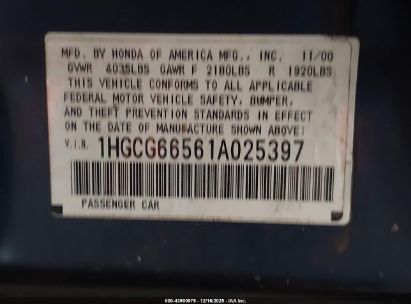 MFD. BY HONDA OF AMERICA MFG., INC. 11/00
GVWR 4035LBS GAWR F 2180LBS R 1920LBS
THIS VEHICLE CONFORMS TO ALL APPLICABLE
FEDERAL MOTOR VEHICLE SAFETY, BUMPER,
AND THEFT PREVENTION STANDARDS IN EFFECT
ON THE DATE OF MANUFACTURE SHOWN ABOVE:
V.I.N. 1HGCG66561A025397
PASSENGER CAR
000-43900975 - 12/16/2025 - IAA Inc.